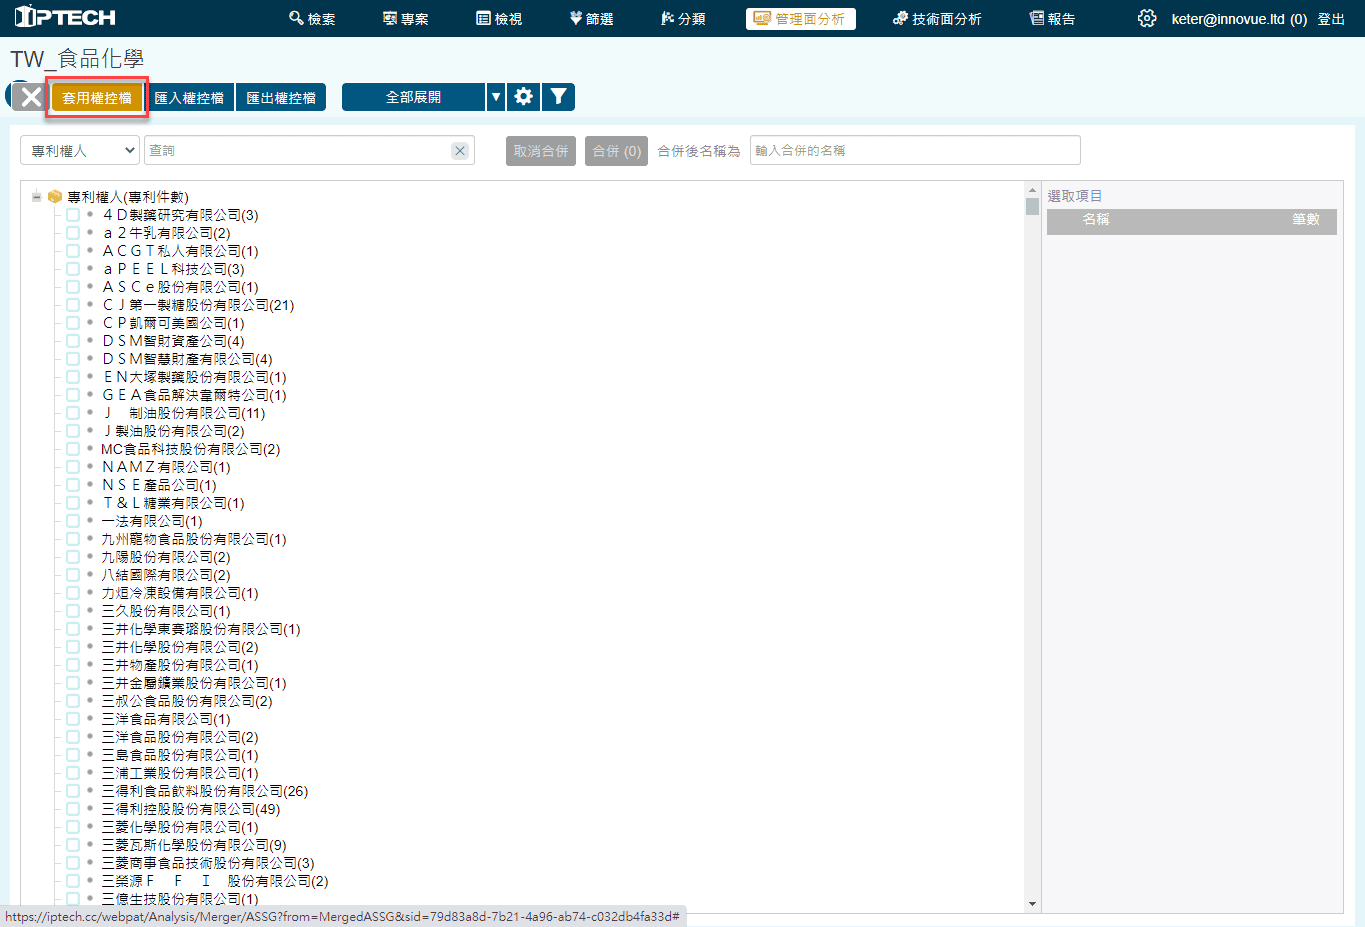 IPTECH
檢索
專案
檢視
篩選
分類
管理面分析
技術面分析
報告
keter@innovue.ltd (0)
登出
TW_食品化學
套用權控檔
匯入權控檔
匯出權控檔
全部展開
專利權人
查詢
取消合併
合併 (0)
合併後名稱為
輸入合併的名稱
專利權人(專利件數)
４Ｄ製藥研究有限公司(3)
ａ２牛乳有限公司(2)
ＡＣＧＴ私人有限公司(1)
ａＰＥＥＬ科技公司(3)
ＡＳＣｅ股份有限公司(1)
ＣＪ第一製糖股份有限公司(21)
ＣＰ凱爾可美國公司(1)
ＤＳＭ智財資產公司(4)
ＤＳＭ智慧財產有限公司(4)
ＥＮ大塚製藥股份有限公司(1)
ＧＥＡ食品解決韋爾特公司(1)
Ｊ　制油股份有限公司(11)
Ｊ製油股份有限公司(2)
MC食品科技股份有限公司(2)
ＮＡＭＺ有限公司(1)
ＮＳＥ產品公司(1)
Ｔ＆Ｌ糖業有限公司(1)
一法有限公司(1)
九州寵物食品股份有限公司(1)
九陽股份有限公司(2)
八結國際有限公司(2)
力烜冷凍設備有限公司(1)
三久股份有限公司(1)
三井化學東賽璐股份有限公司(1)
三井化學股份有限公司(2)
三井物產股份有限公司(1)
三井金屬鑛業股份有限公司(1)
三叔公食品股份有限公司(2)
三洋食品有限公司(1)
三洋食品股份有限公司(2)
三島食品股份有限公司(1)
三浦工業股份有限公司(1)
三得利食品飲料股份有限公司(26)
三得利控股股份有限公司(49)
三菱化學股份有限公司(1)
三菱瓦斯化學股份有限公司(9)
三菱商事食品技術股份有限公司(3)
三榮源Ｆ　Ｆ　Ｉ　股份有限公司(2)
三億生技股份有限公司(1)
選取項目
名稱
筆數
https://iptech.cc/webpat/Analysis/Merger/ASSG?from=MergedASSG&sid=79d83a8d-7b21-4a96-ab74-c032db4fa33d#